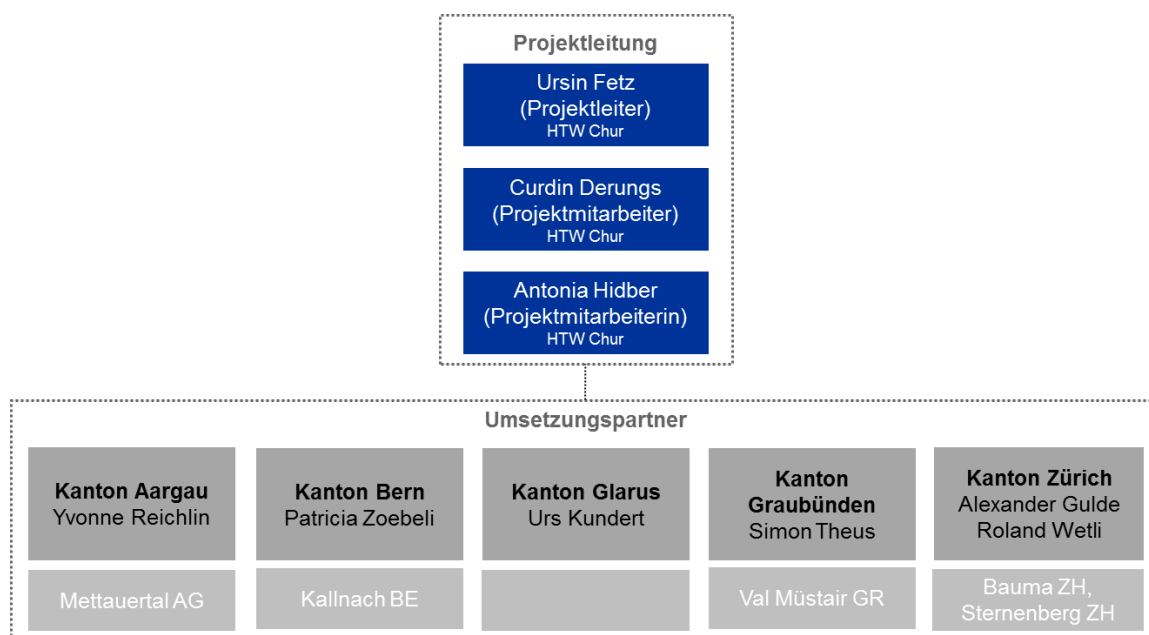 Projektleitung
Ursin Fetz
(Projektleiter)
HTW Chur
Curdin Derungs
(Projektmitarbeiter)
HTW Chur
Antonia Hidber
(Projektmitarbeiterin)
HTW Chur
Umsetzungspartner
Kanton Aargau
Yvonne Reichlin
Mettauertal AG
Kanton Bern
Patricia Zoebeli
Kallnach BE
Kanton Glarus
Urs Kundert
Kanton
Graubünden
Simon Theus
Val Müstair GR
Kanton Zürich
Alexander Gulde
Roland Wetli
Bauma ZH,
Sternenberg ZH